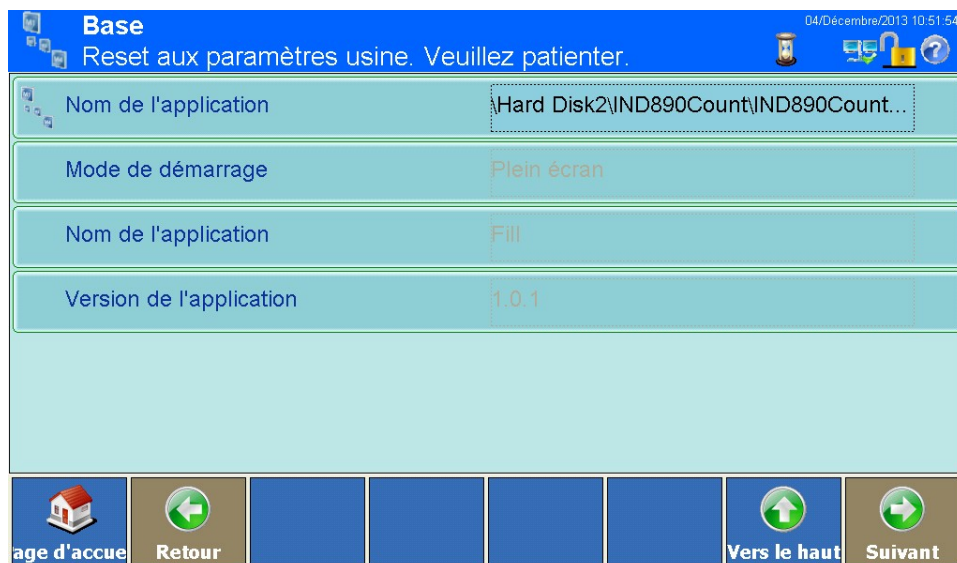 Base
04/Décembre/2013 10:51:54
Reset aux paramètres usine. Veuillez patienter.
Nom de l'application
\Hard Disk2\IND890Count\IND890Count...
Mode de démarrage
Plein écran
Nom de l'application
Fill
Version de l'application
1.0.1
age d'accue
Retour
Vers le haut
Suivant